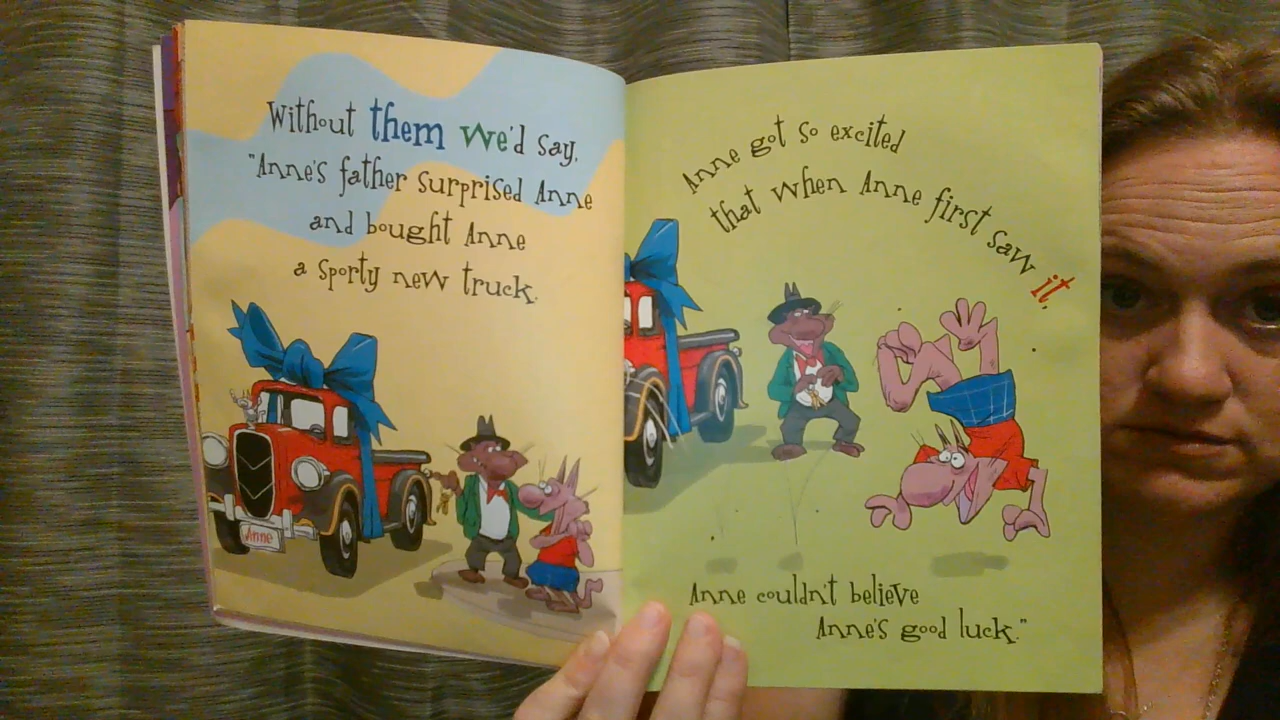 Without them we'd say,
"Anne's father surprised Anne
and bought Anne
a sporty new truck.
Anne
Anne got so excited
that when Anne first saw it,
Anne couldn't believe
Anne's good luck."